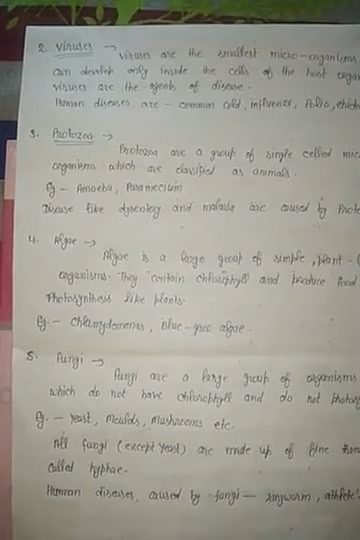 2. Viruses →
Viruses are the smallest micro-organisms
can develop only inside the cells of the host organ
viruses are the agents of disease.
Human diseases are - common cold, influenza, Polio, chick
3. Protozoa →
Protozoa are a group of single celled mic
organisms which are classified as animals.
Eg - Amoeba, Paramecium
Disease like dysentery and malaria are caused by Proto
4. Algae →
Algae is a large group of simple, plant - l
organisms. They contain chlorophyll and produce food
Photosynthesis like plants.
Eg. - Chlamydomonas, Blue-green algae.
5. Fungi →
Fungi are a large group of organisms
which do not have chlorophyll and do not photosy
Eg. - Yeast, Moulds, Mushrooms etc.
All fungi (except Yeast) are made up of fine threa
called hyphae.
Human diseases, caused by fungi - ringworm, athlete's